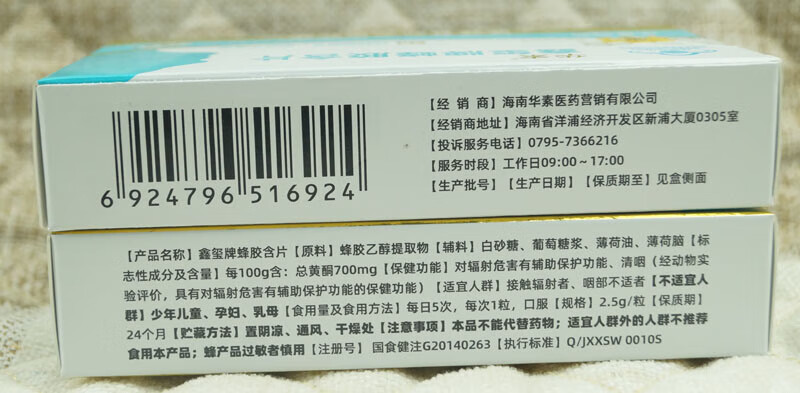 6 924796 516924
【经 销 商】海南华素医药营销有限公司
【经销商地址】海南省洋浦经济开发区新浦大厦0305室
【投诉服务电话】0795-7366216
【服务时段】工作日09:00~17:00
【生产批号】【生产日期】【保质期至】见盒侧面
【产品名称】鑫玺牌蜂胶含片【原料】蜂胶乙醇提取物【辅料】白砂糖、葡萄糖浆、薄荷油、薄荷脑【标
志性成分及含量】每100g含：总黄酮700mg【保健功能】对辐射危害有辅助保护功能、清咽（经动物实
验评价，具有对辐射危害有辅助保护功能的保健功能）【适宜人群】接触辐射者、咽部不适者【不适宜人
群】少年儿童、孕妇、乳母【食用量及食用方法】每日5次，每次1粒，口服【规格】2.5g/粒【保质期】
24个月【贮藏方法】置阴凉、通风、干燥处【注意事项】本品不能代替药物；适宜人群外的人群不推荐
食用本产品；蜂产品过敏者慎用【注册号】国食健注G20140263【执行标准】Q/JXXSW 0010S